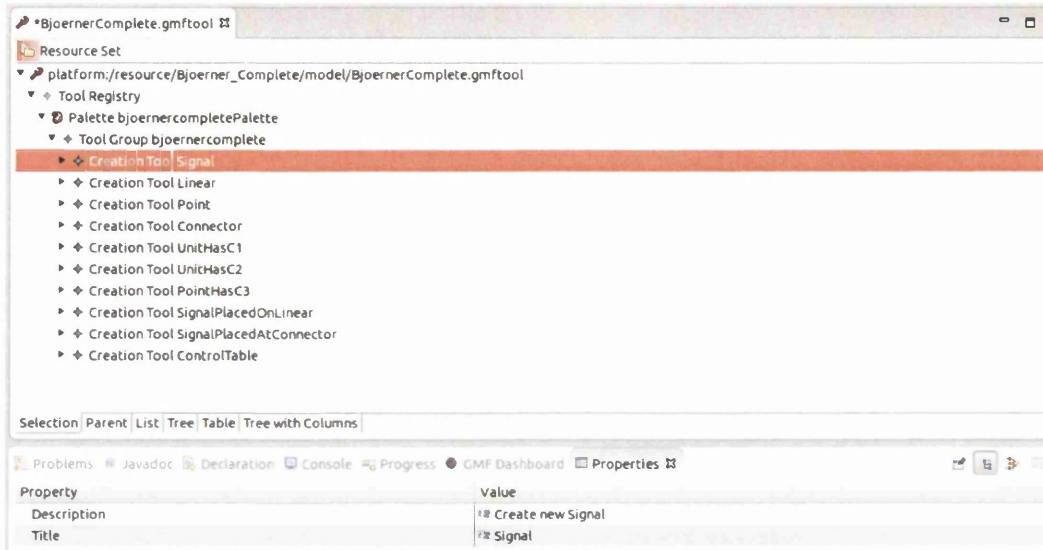 *BjoernerComplete.gmftool
Resource Set
platform:/resource/Bjoerner_Complete/model/BjoernerComplete.gmftool
Tool Registry
Palette bjoernercompletePalette
Tool Group bjoernercomplete
Creation Tool Signal
Creation Tool Linear
Creation Tool Point
Creation Tool Connector
Creation Tool UnitHasC1
Creation Tool UnitHasC2
Creation Tool PointHasC3
Creation Tool SignalPlacedOnLinear
Creation Tool SignalPlacedAtConnector
Creation Tool ControlTable
Selection Parent List Tree Table Tree with Columns
Problems Javadoc Declaration Console Progress GMF Dashboard Properties
Property Value
Description Create new Signal
Title Signal